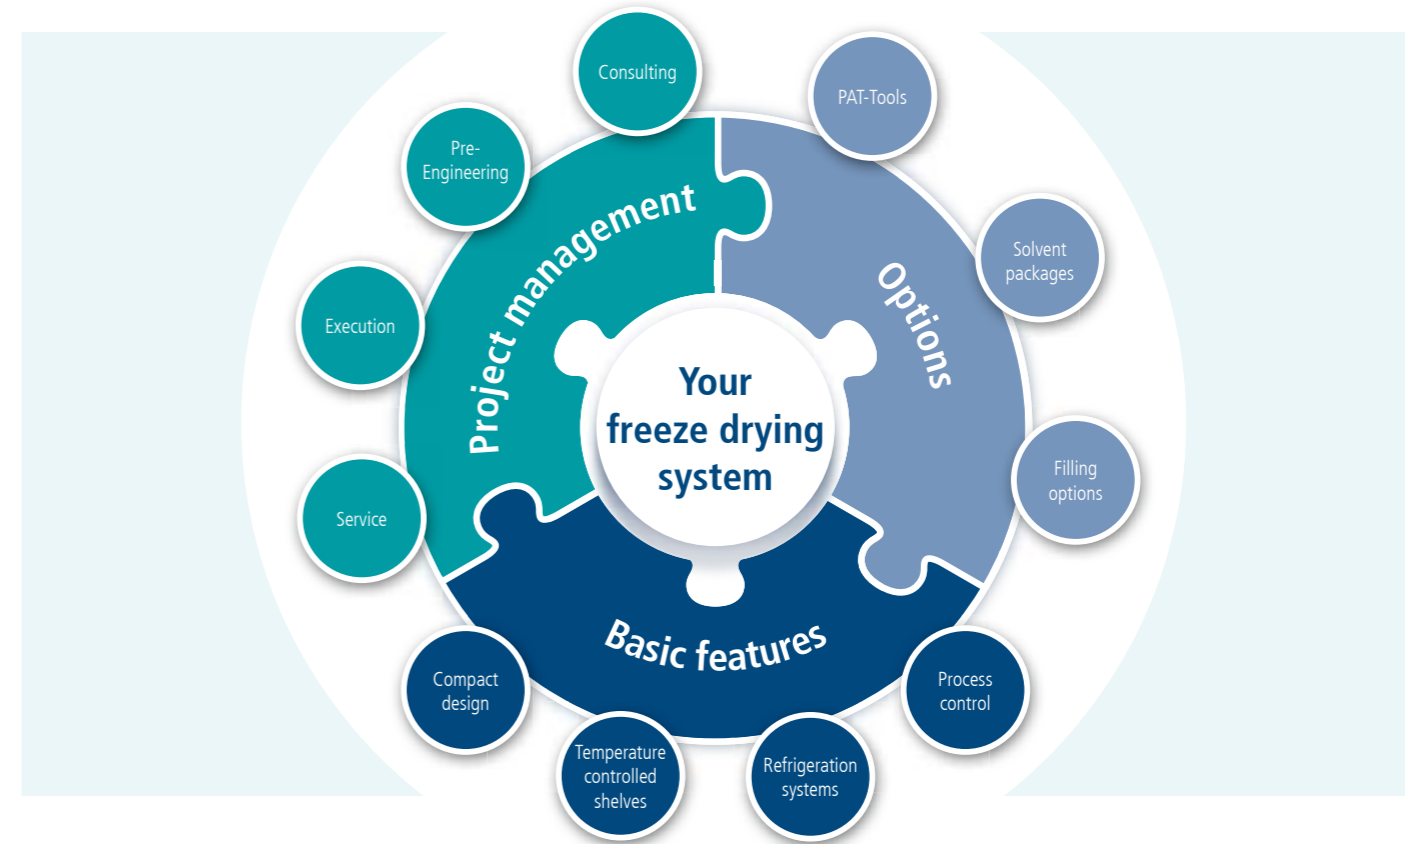 Consulting
PAT-Tools
Pre-
Engineering
Project management
Options
Solvent
packages
Execution
Your
freeze drying
system
Filling
options
Service
Basic features
Compact
design
Process
control
Temperature
controlled
shelves
Refrigeration
systems